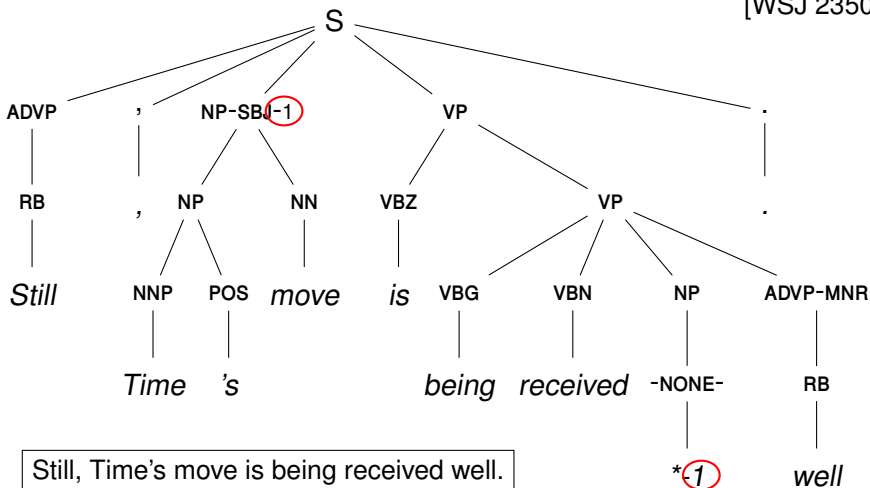 [WSJ 2350
S
ADVP , NP-SBJ-1 VP .
RB , NP NN VBZ VP .
Still NNP POS move is VBG VBN NP ADVP-MNR
Time 's being received -NONE- RB
*-1 well
Still, Time's move is being received well.